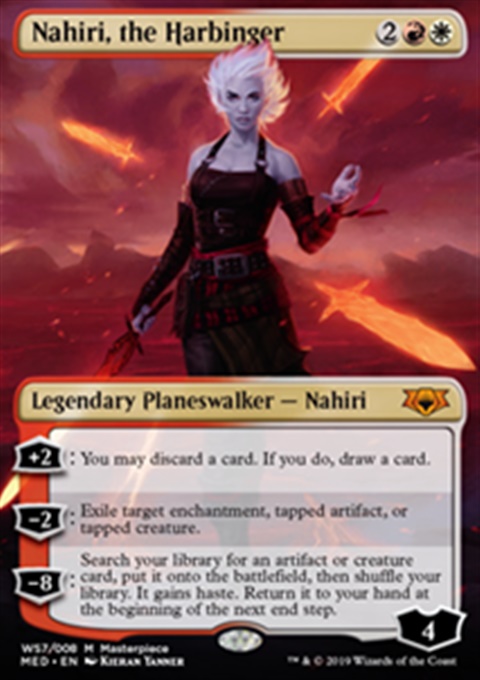 Nahiri, the Harbinger 2
Legendary Planeswalker — Nahiri
+2: You may discard a card. If you do, draw a card.
−2: Exile target enchantment, tapped artifact, or
tapped creature.
−8: Search your library for an artifact or creature
card, put it onto the battlefield, then shuffle your
library. It gains haste. Return it to your hand at
the beginning of the next end step.
4
WS7/008 M Masterpiece
MED • EN Kieran Yanner
™ & © 2019 Wizards of the Coast